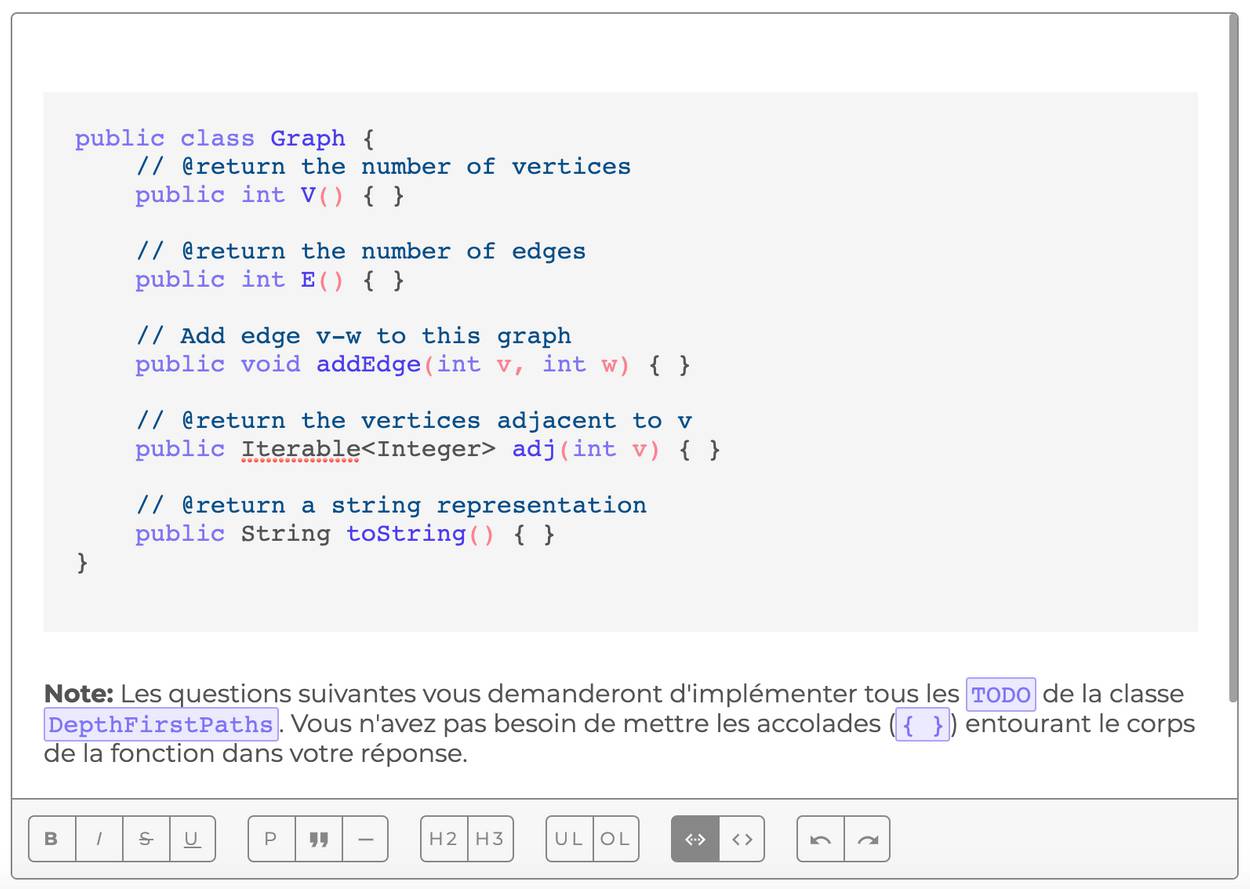 public class Graph {
    // @return the number of vertices
    public int V() { }

    // @return the number of edges
    public int E() { }

    // Add edge v-w to this graph
    public void addEdge(int v, int w) { }

    // @return the vertices adjacent to v
    public Iterable<Integer> adj(int v) { }

    // @return a string representation
    public String toString() { }
}
Note: Les questions suivantes vous demanderont d'implémenter tous les TODO de la classe
DepthFirstPaths. Vous n'avez pas besoin de mettre les accolades ({ }) entourant le corps
de la fonction dans votre réponse.
B I S U P — H2 H3 UL OL <·> < >